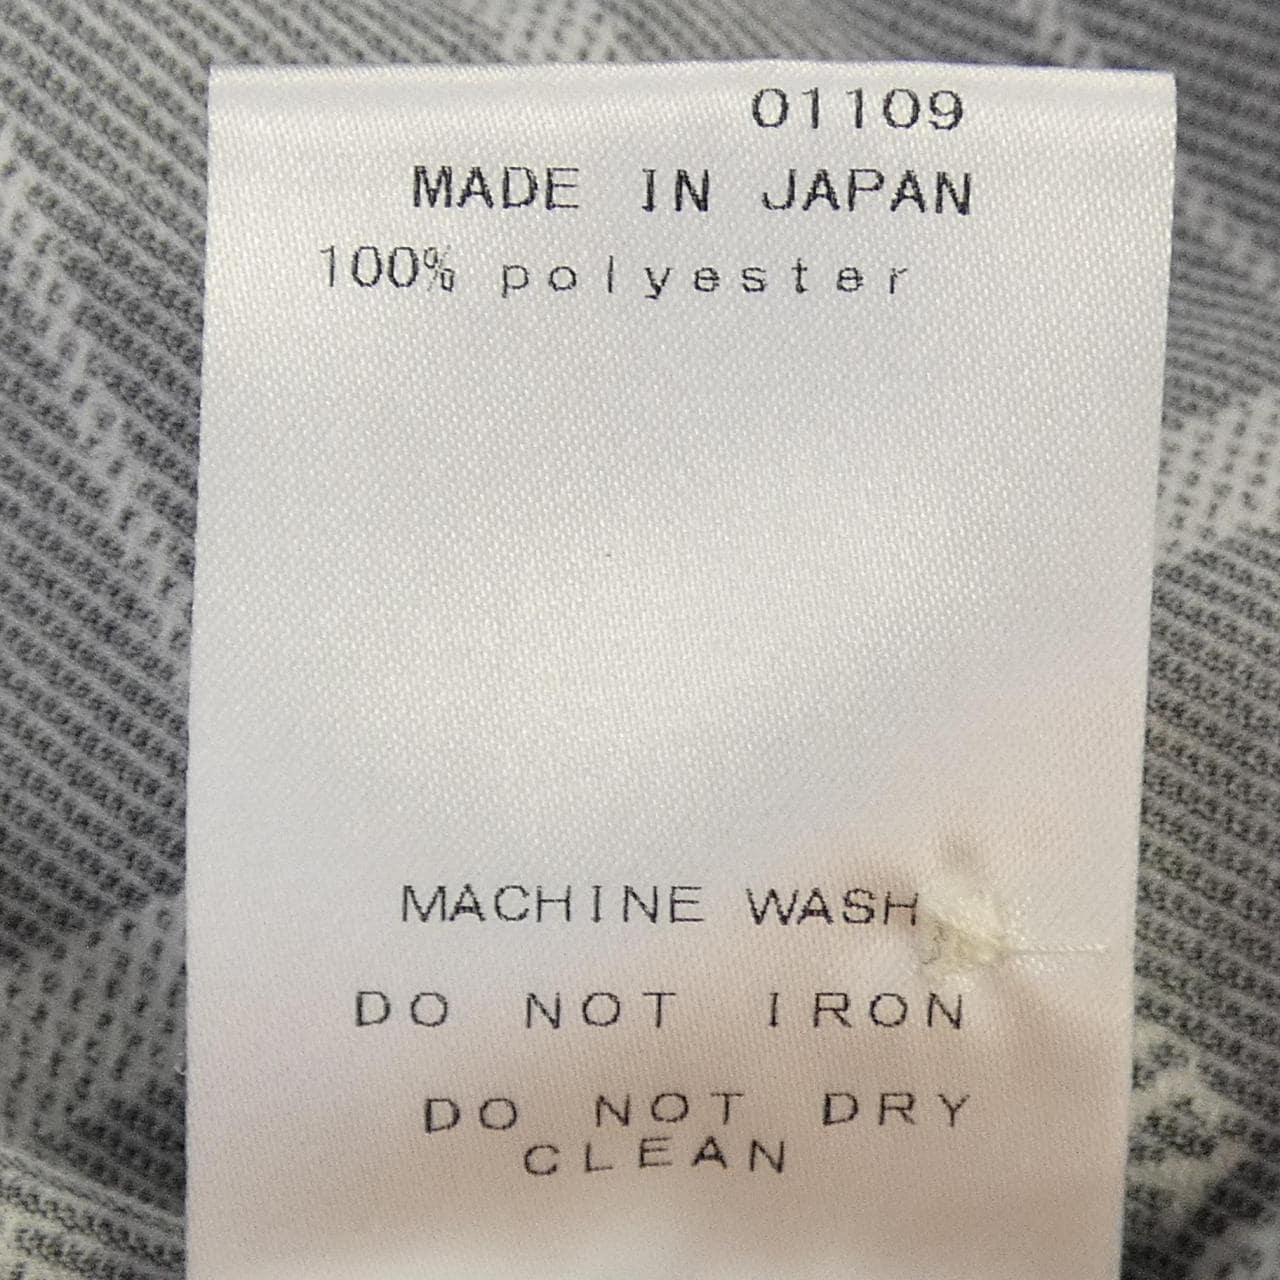 01109
MADE IN JAPAN
100% polyester
MACHINE WASH
DO NOT IRON
DO NOT DRY
CLEAN